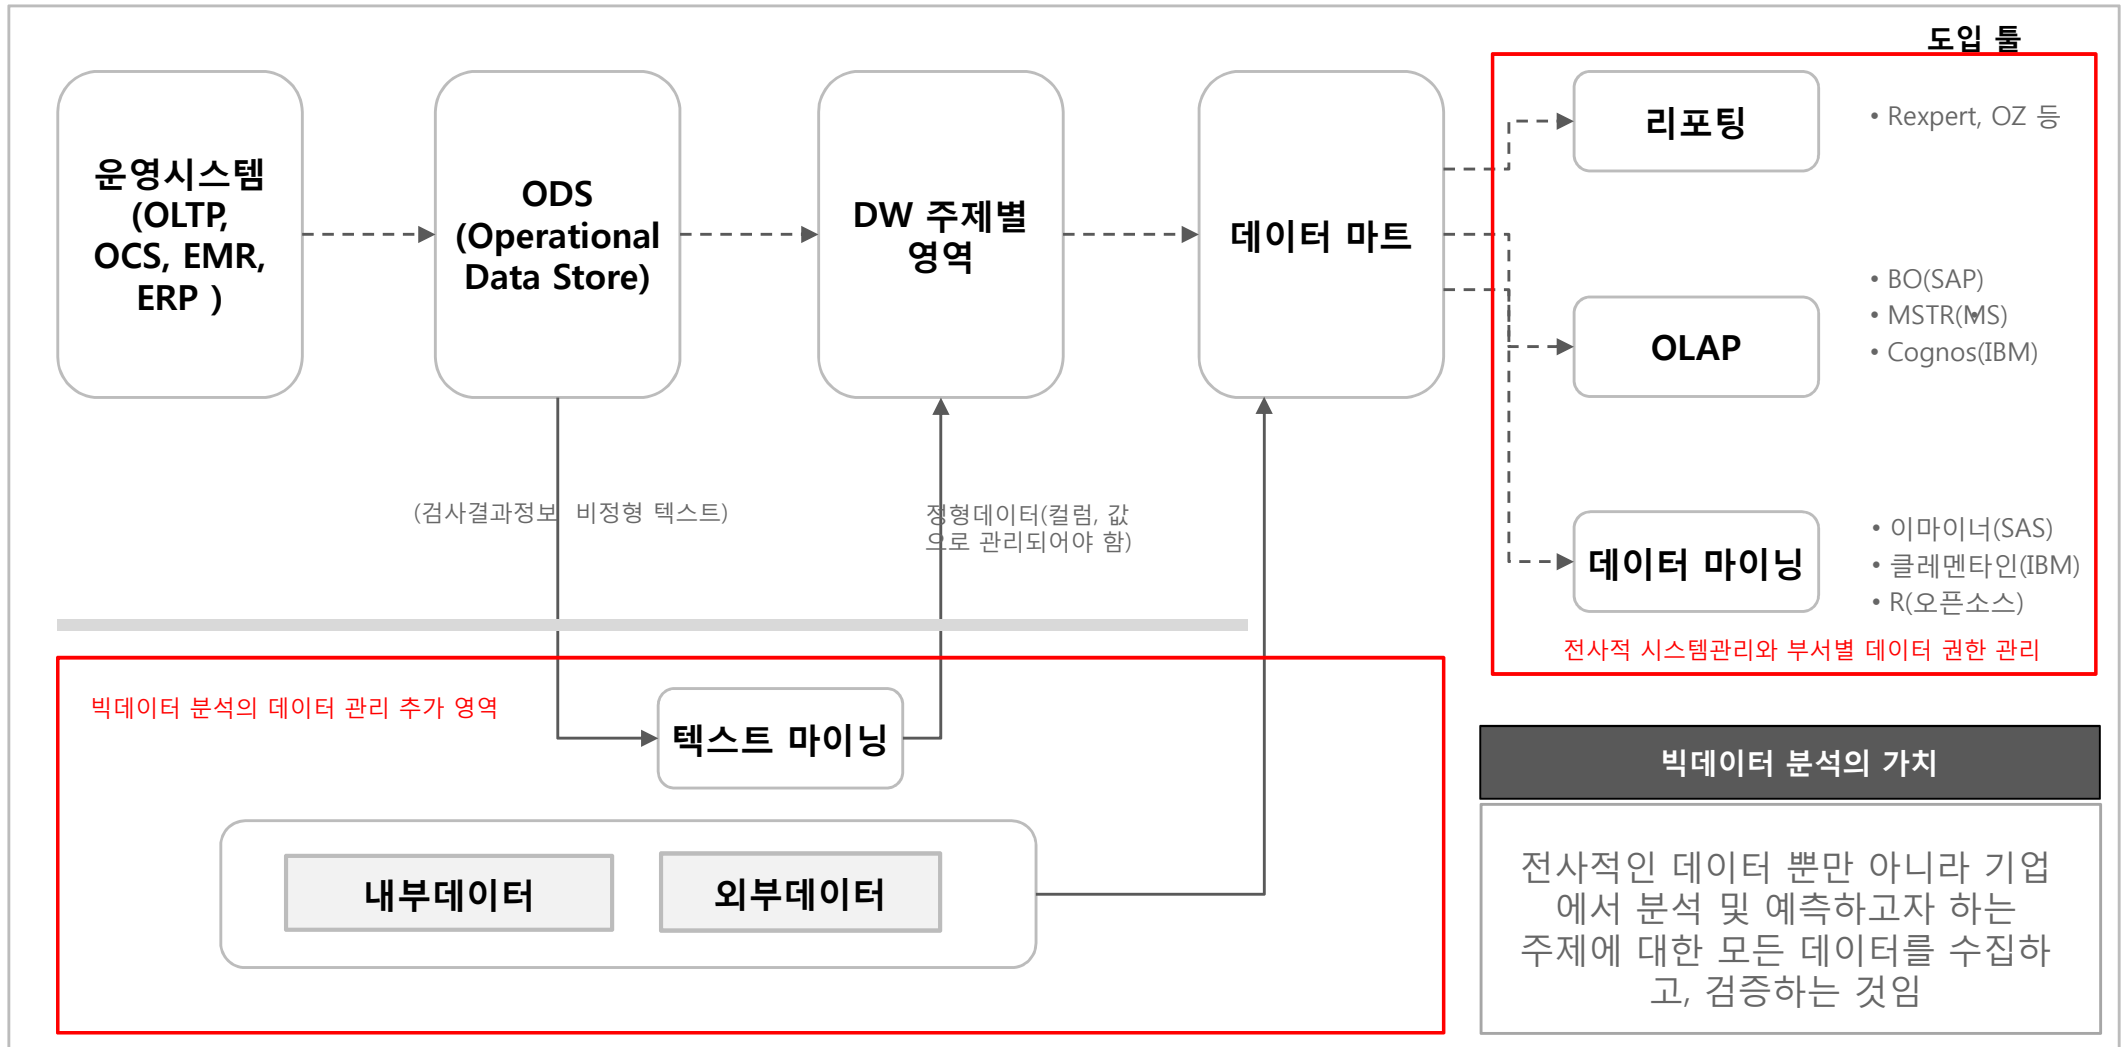 도입 툴
운영시스템
(OLTP,
OCS, EMR,
ERP )
ODS
(Operational
Data Store)
DW 주제별
영역
데이터 마트
리포팅
• Rexpert, OZ 등
OLAP
• BO(SAP)
• MSTR(MS)
• Cognos(IBM)
데이터 마이닝
• 이마이너(SAS)
• 클레멘타인(IBM)
• R(오픈소스)
전사적 시스템관리와 부서별 데이터 권한 관리
(검사결과정보 비정형 텍스트)
정형데이터(컬럼, 값
으로 관리되어야 함)
빅데이터 분석의 데이터 관리 추가 영역
텍스트 마이닝
내부데이터
외부데이터
빅데이터 분석의 가치
전사적인 데이터 뿐만 아니라 기업
에서 분석 및 예측하고자 하는
주제에 대한 모든 데이터를 수집하
고, 검증하는 것임